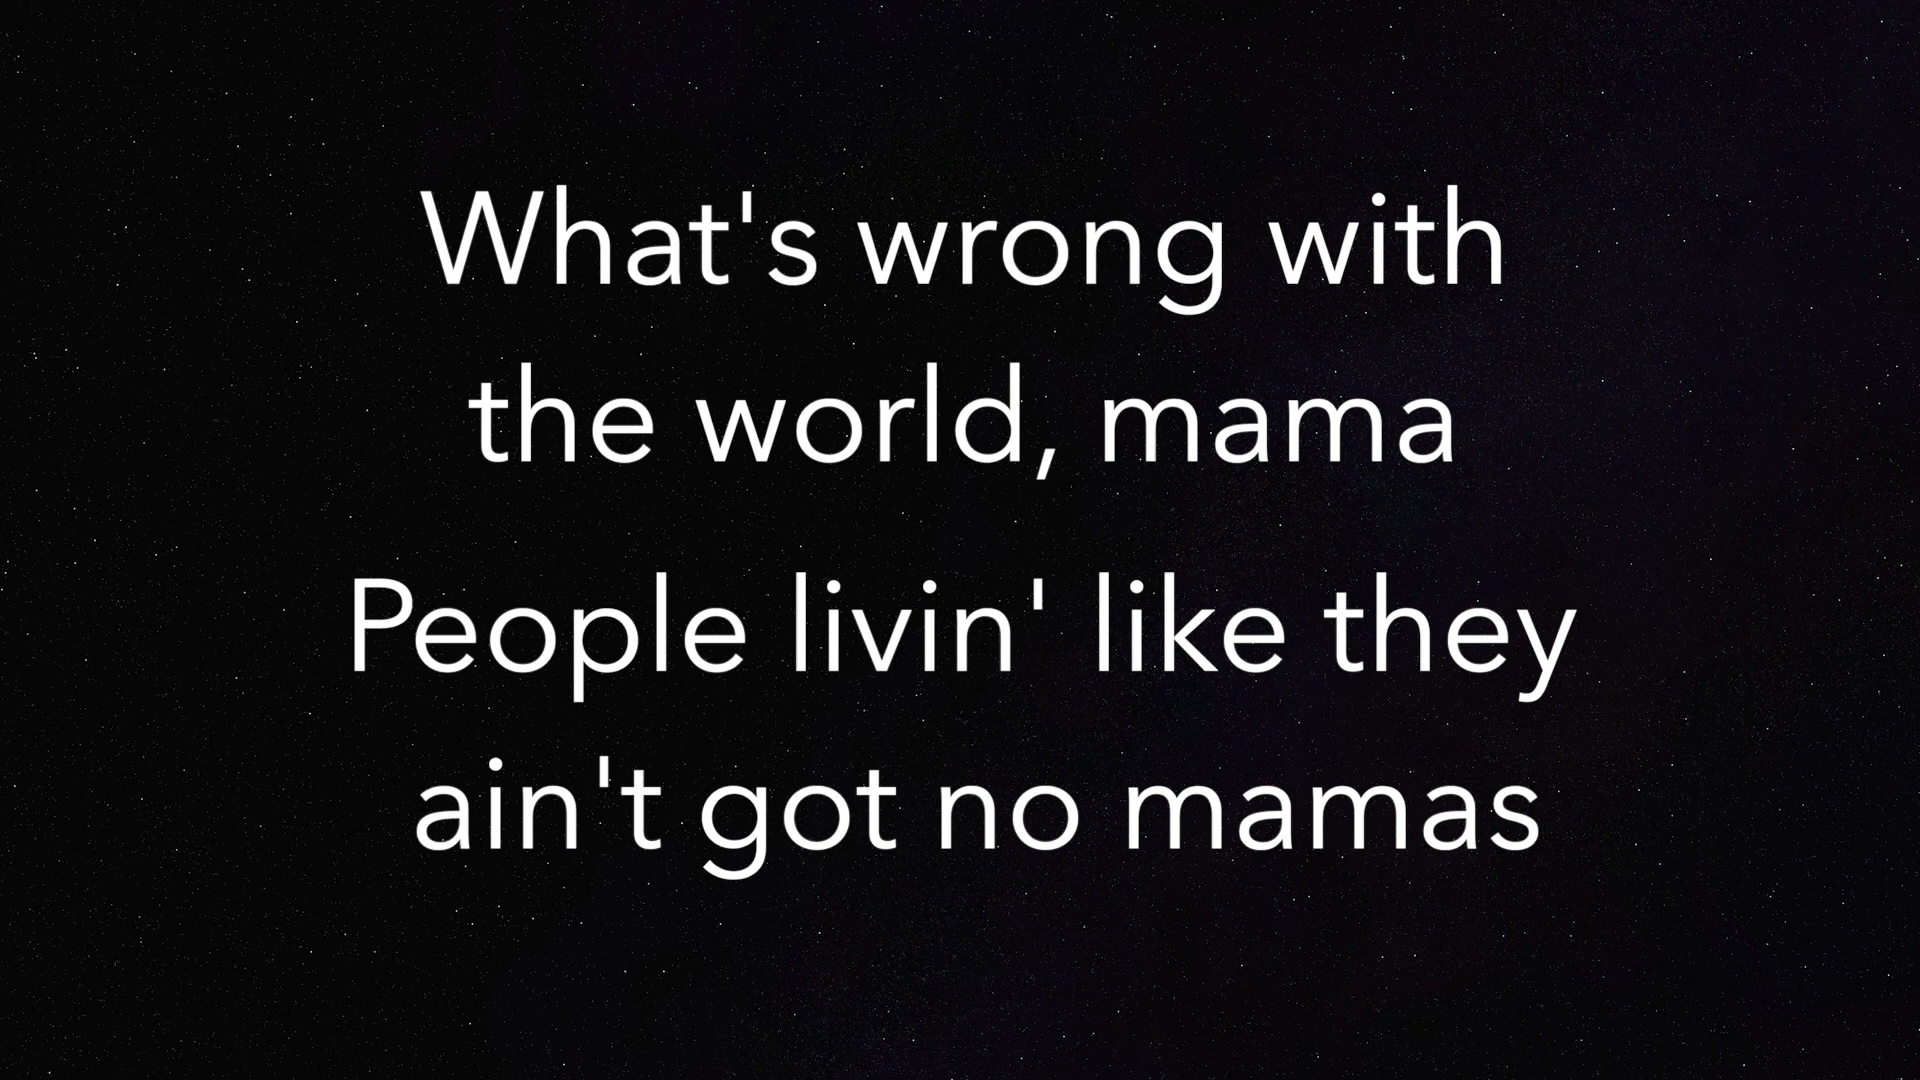 What's wrong with
the world, mama
People livin' like they
ain't got no mamas